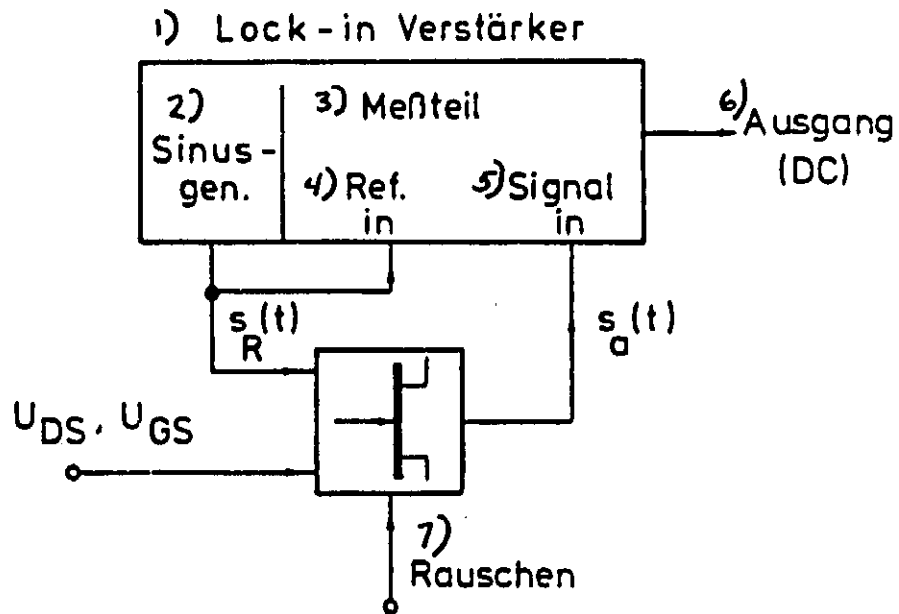 1) Lock-in Verstärker
2)
Sinus-
gen.
3) Meßteil
4) Ref.
in
5) Signal
in
6) Ausgang
(DC)
s_R(t)
s_a(t)
U_DS, U_GS
7)
Rauschen